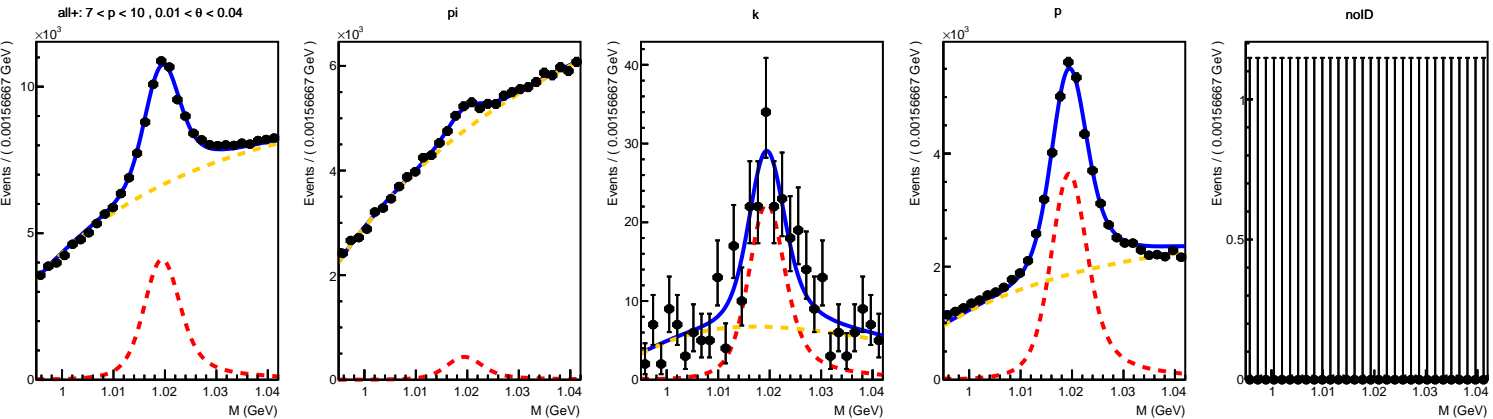 all+: 7 < p < 10 , 0.01 < θ < 0.04
×10³
Events / ( 0.00156667 GeV )
10
5
0
1 1.01 1.02 1.03 1.04
M (GeV)
pi
×10³
Events / ( 0.00156667 GeV )
6
4
2
0
1 1.01 1.02 1.03 1.04
M (GeV)
k
Events / ( 0.00156667 GeV )
40
30
20
10
0
1 1.01 1.02 1.03 1.04
M (GeV)
p
×10³
Events / ( 0.00156667 GeV )
4
2
0
1 1.01 1.02 1.03 1.04
M (GeV)
noID
Events / ( 0.00156667 GeV )
1
0.5
0
1 1.01 1.02 1.03 1.04
M (GeV)